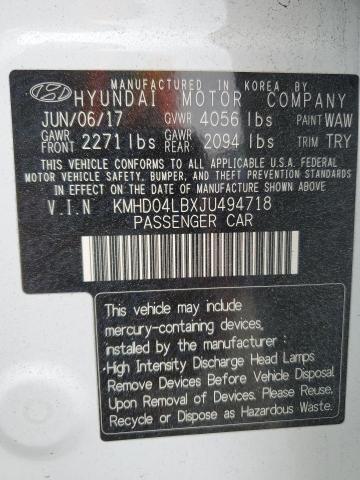 MANUFACTURED IN KOREA BY
HYUNDAI MOTOR COMPANY
JUN/06/17 GVWR 4056 lbs PAINT WAW
GAWR FRONT 2271 lbs GAWR REAR 2094 lbs TRIM TRY
THIS VEHICLE CONFORMS TO ALL APPLICABLE U.S.A. FEDERAL
MOTOR VEHICLE SAFETY, BUMPER, AND THEFT PREVENTION STANDARDS
IN EFFECT ON THE DATE OF MANUFACTURE SHOWN ABOVE.
V.I.N KMHD04LBXJU494718
PASSENGER CAR
This vehicle may include
mercury-containing devices,
installed by the manufacturer:
·High Intensity Discharge Head Lamps
Remove Devices Before Vehicle Disposal
Upon Removal of Devices. Please Reuse,
Recycle or Dispose as Hazardous Waste.